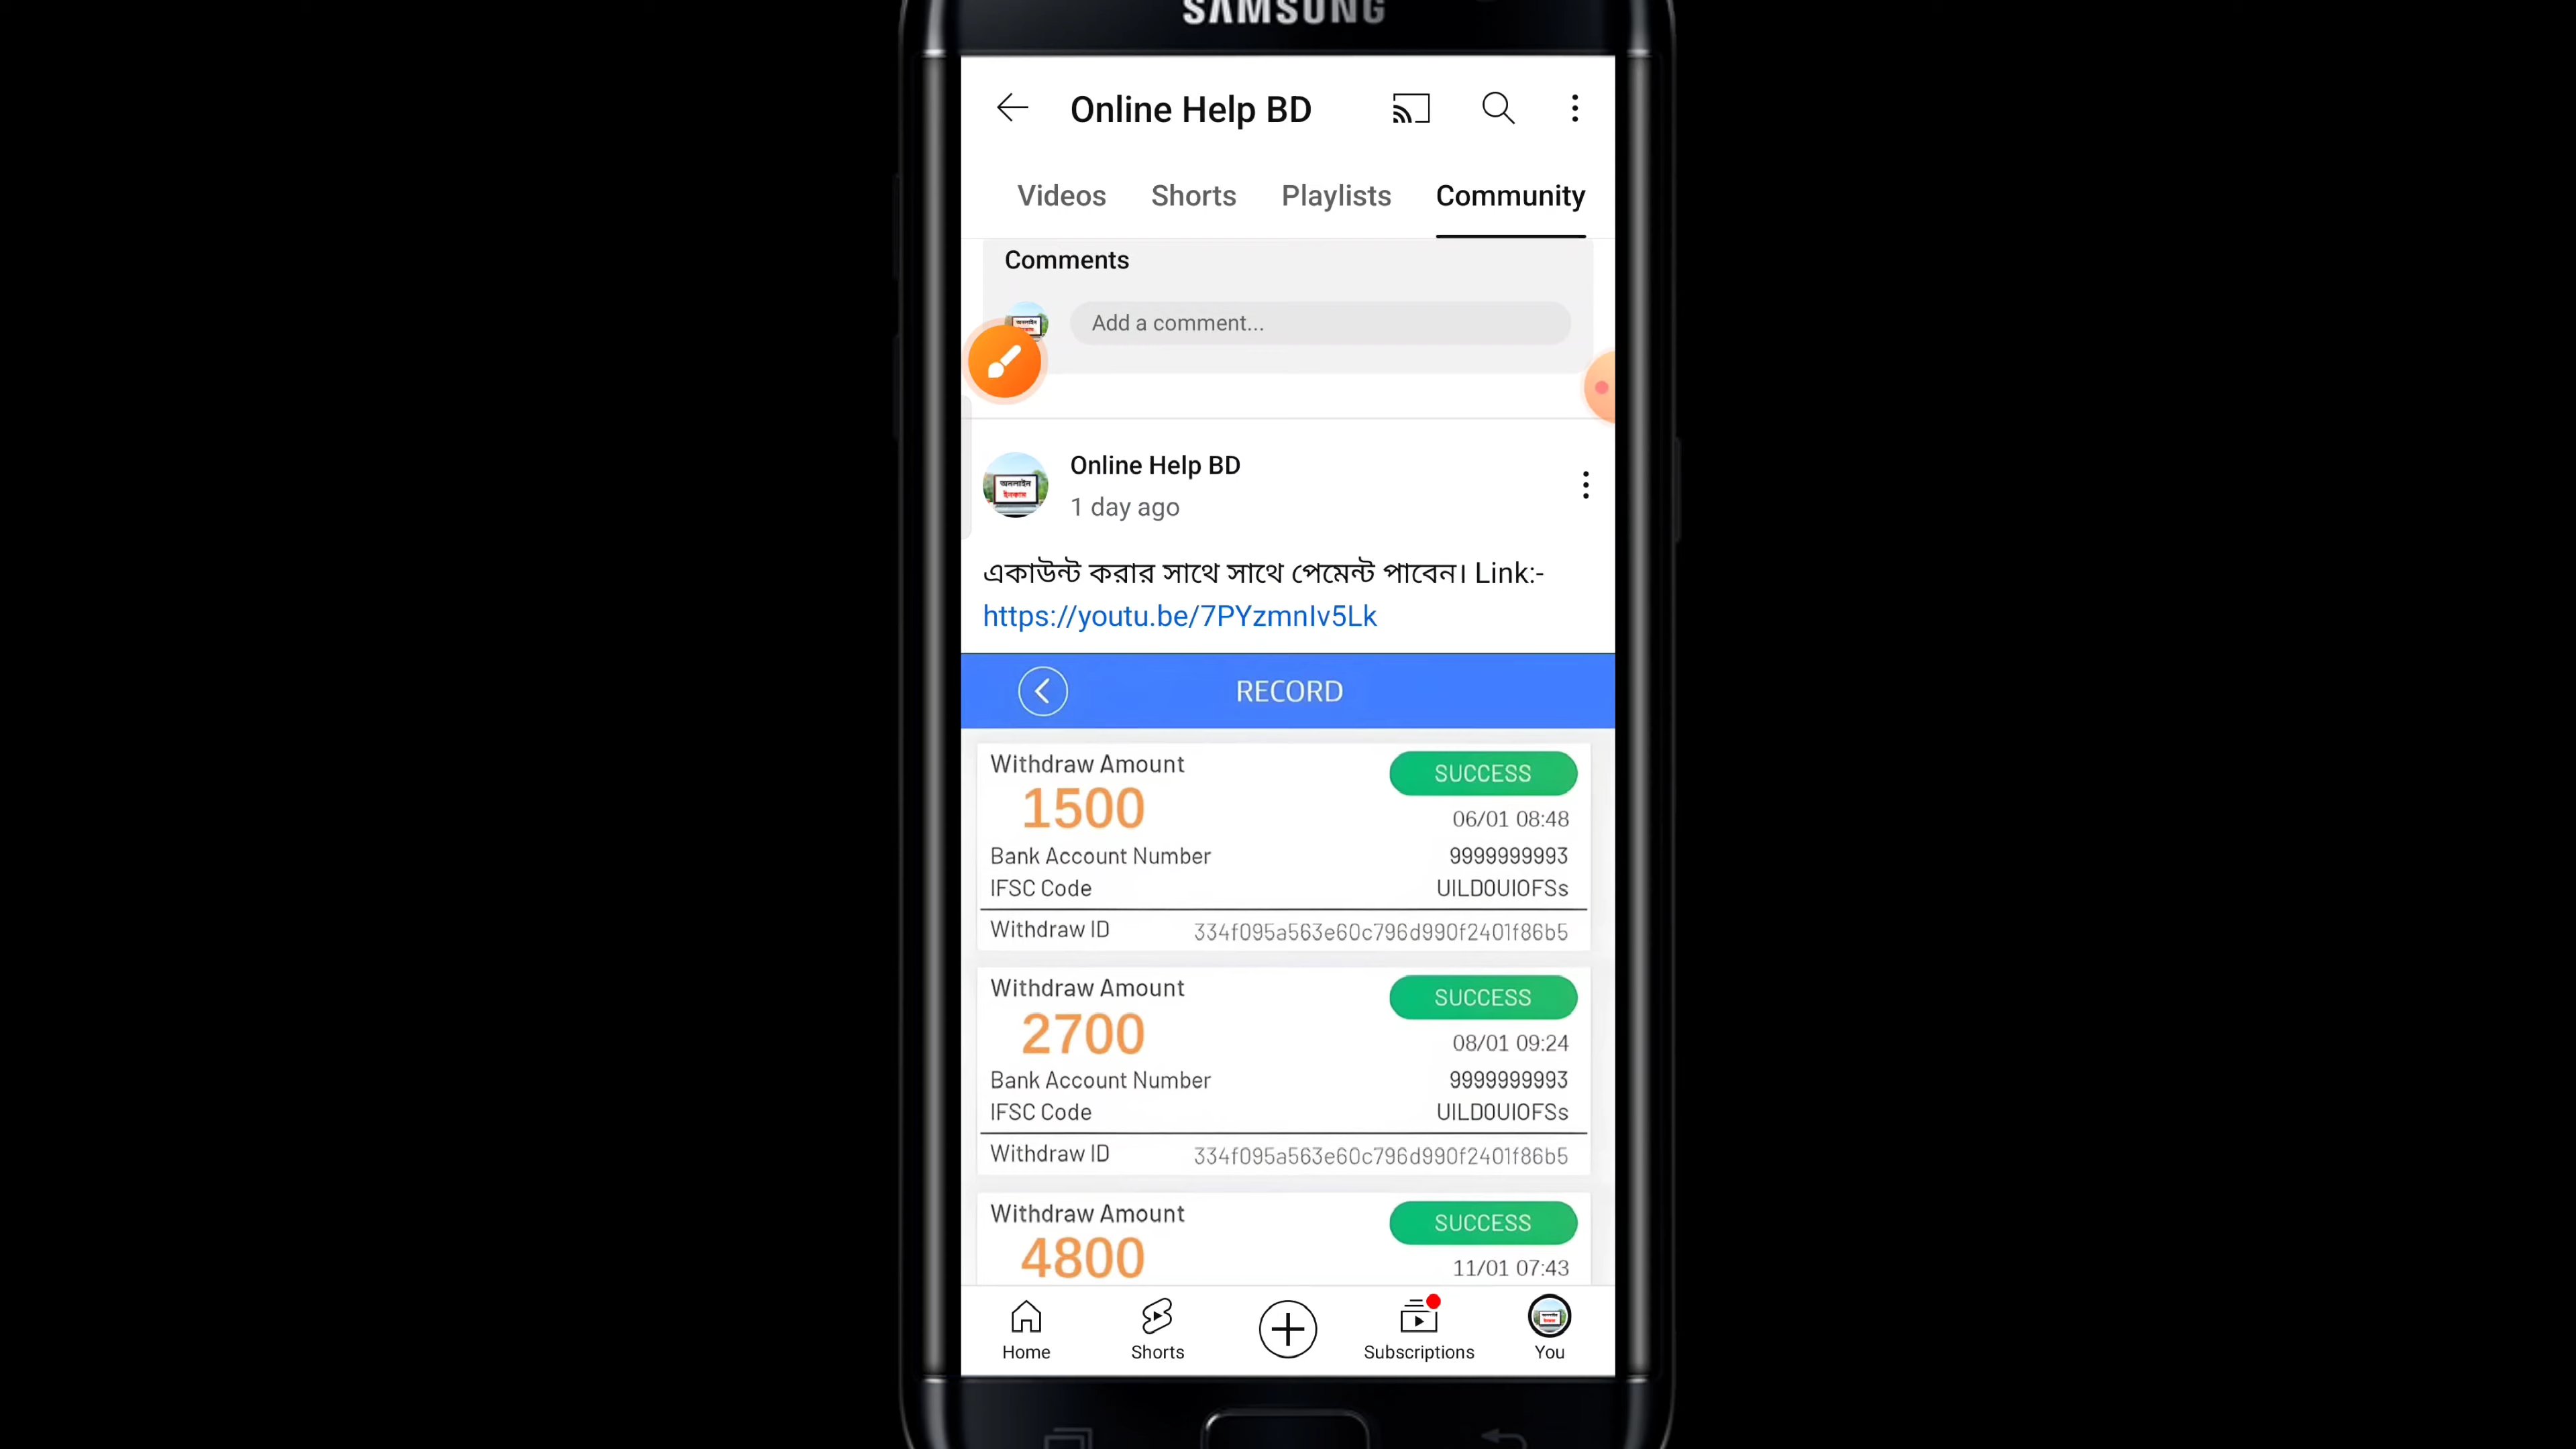 SAMSUNG
Online Help BD
Videos Shorts Playlists Community
Comments
Add a comment...
Online Help BD
1 day ago
একাউন্ট করার সাথে সাথে পেমেন্ট পাবেন। Link:-
https://youtu.be/7PYzmnIv5Lk
RECORD
Withdraw Amount SUCCESS
1500
06/01 08:48
Bank Account Number 9999999993
IFSC Code UILD0UIOFSs
Withdraw ID 334f095a563e60c796d990f2401f86b5
Withdraw Amount SUCCESS
2700
08/01 09:24
Bank Account Number 9999999993
IFSC Code UILD0UIOFSs
Withdraw ID 334f095a563e60c796d990f2401f86b5
Withdraw Amount SUCCESS
4800
11/01 07:43
Home Shorts Subscriptions You